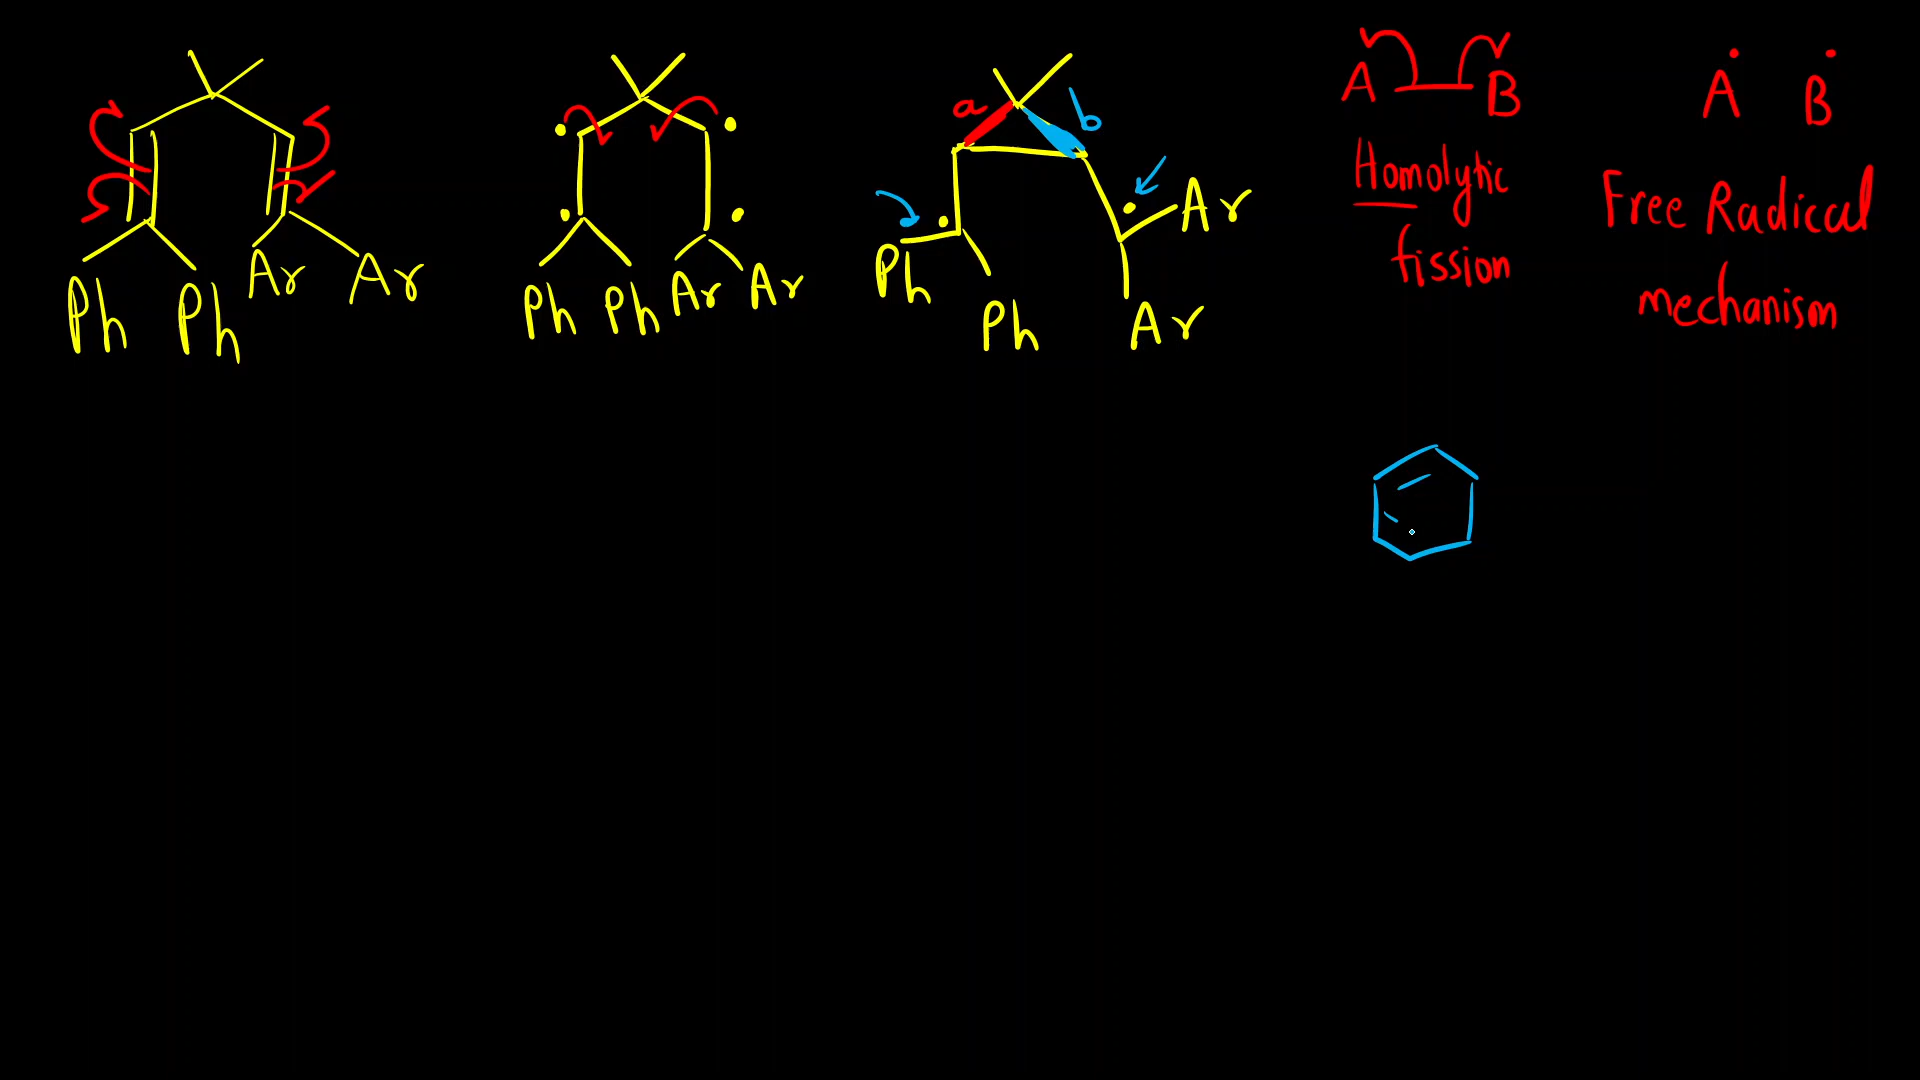 Ph Ph Ar Ar
Ph Ph Ar Ar
a b
Ph Ph Ar Ar
A B
Homolytic
fission
A B
Free Radical
mechanism